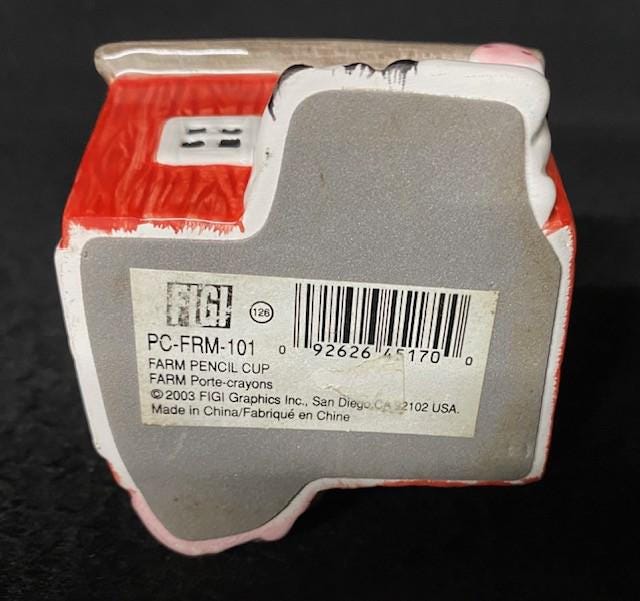 FIGI 126
PC-FRM-101
0 92626 45170 0
FARM PENCIL CUP
FARM Porte-crayons
© 2003 FIGI Graphics Inc., San Diego, CA 92102 USA.
Made in China/Fabriqué en Chine